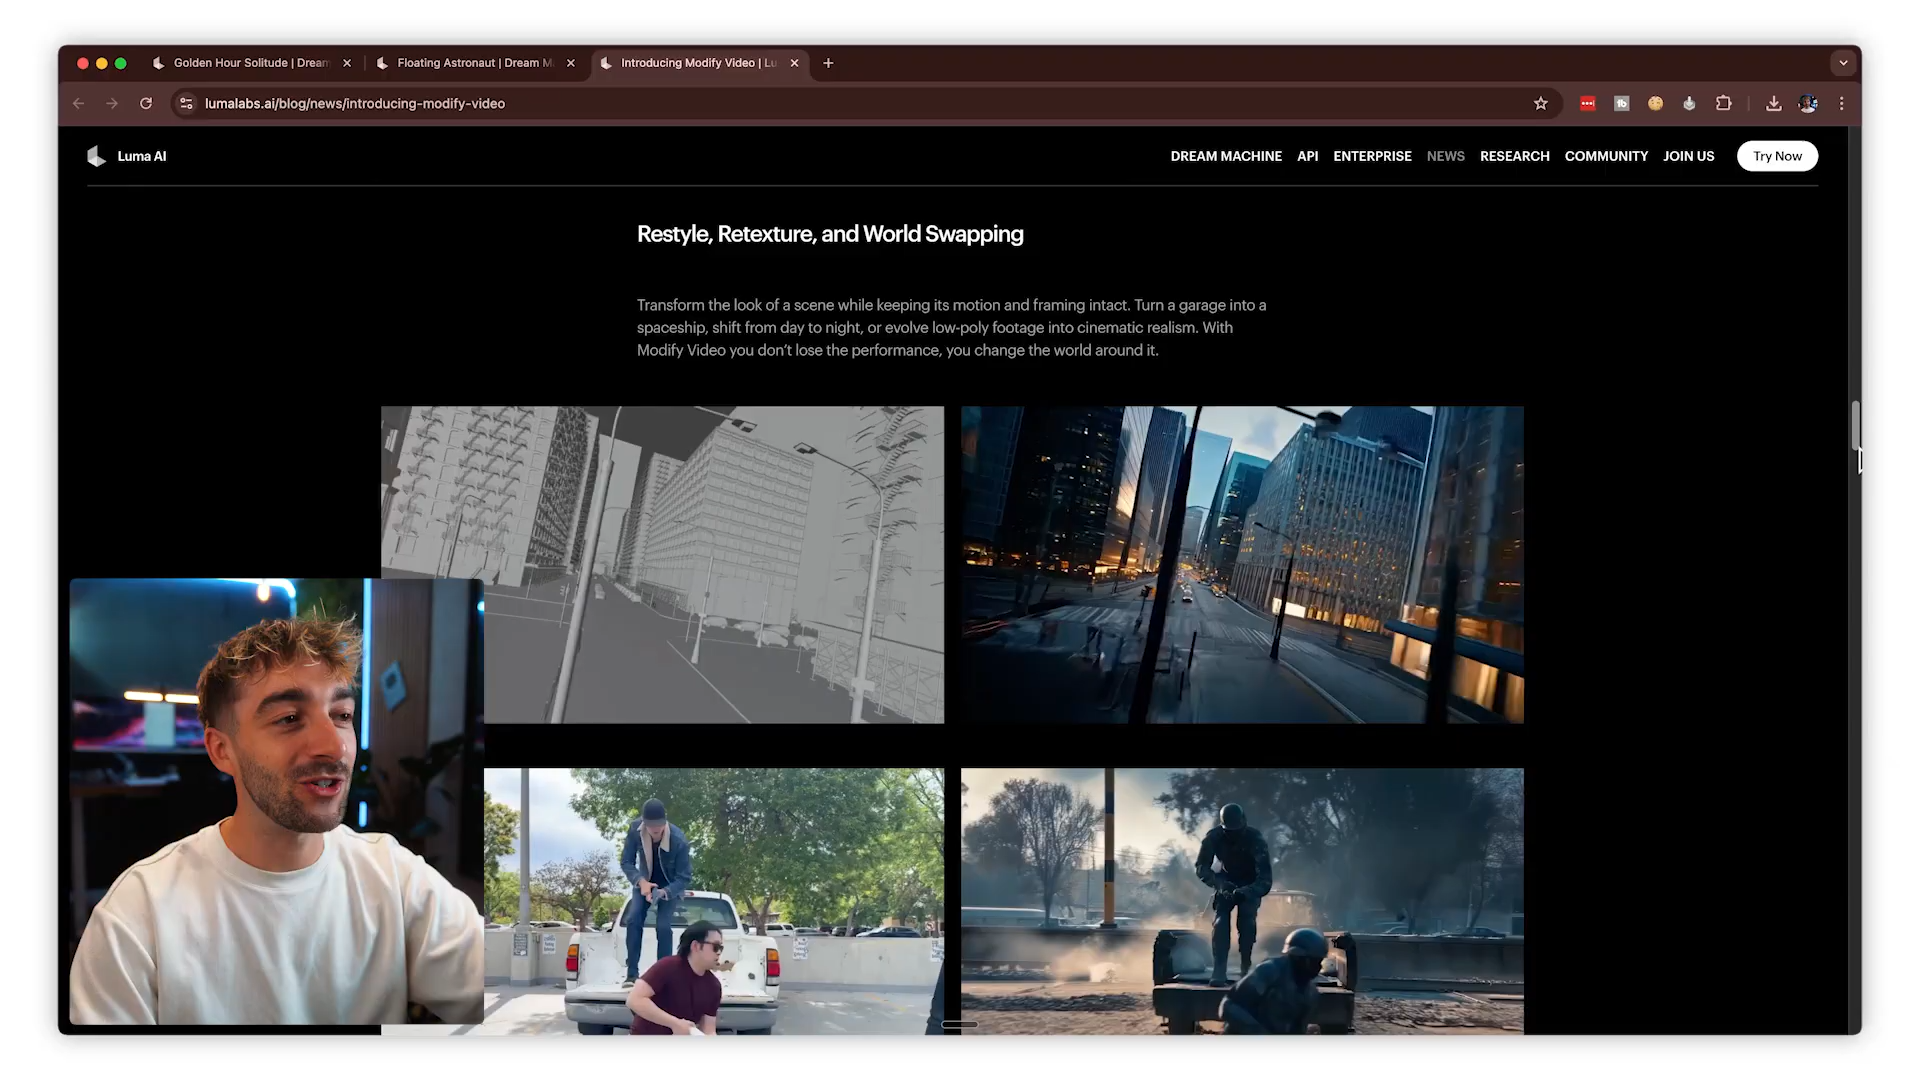 Golden Hour Solitude | Dream
Floating Astronaut | Dream M
Introducing Modify Video | Lu
lumalabs.ai/blog/news/introducing-modify-video
Luma AI
DREAM MACHINE
API
ENTERPRISE
NEWS
RESEARCH
COMMUNITY
JOIN US
Try Now
Restyle, Retexture, and World Swapping
Transform the look of a scene while keeping its motion and framing intact. Turn a garage into a
spaceship, shift from day to night, or evolve low-poly footage into cinematic realism. With
Modify Video you don’t lose the performance, you change the world around it.